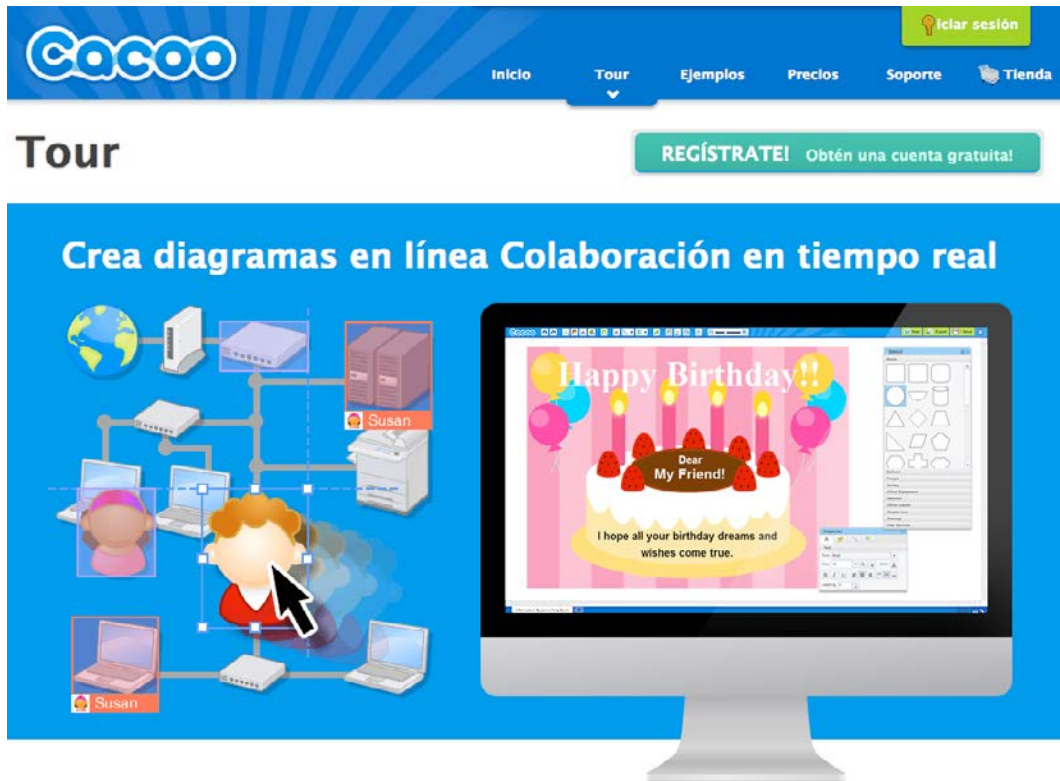 Cacoo
iciar sesión
Inicio Tour Ejemplos Precios Soporte Tienda
Tour
REGÍSTRATE! Obtén una cuenta gratuita!
Crea diagramas en línea Colaboración en tiempo real
Susan
Susan
Cacoo
Happy Birthday!!
Dear
My Friend!
I hope all your birthday dreams and
wishes come true.